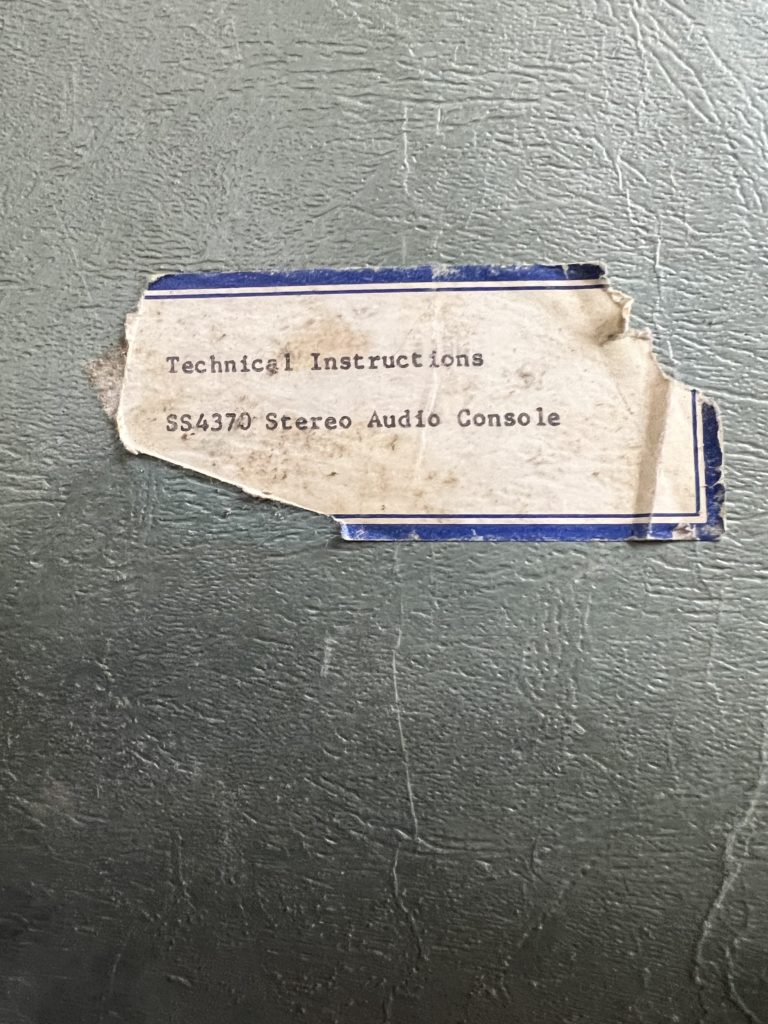 Technical Instructions
SS4370 Stereo Audio Console